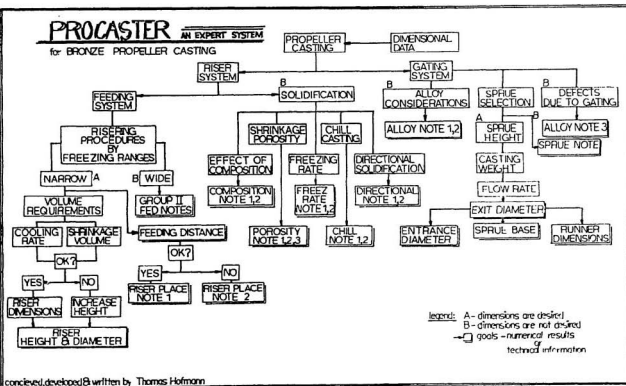 PROCASTER AN EXPERT SYSTEM
for BRONZE PROPELLER CASTING
PROPELLER
CASTING
DIMENSIONAL
DATA
RISER
SYSTEM
GATING
SYSTEM
FEEDING
SYSTEM
B
SOLIDIFICATION
B
ALLOY
CONSIDERATIONS
SPRUE
SELECTION
B
DEFECTS
DUE TO GATING
RISERING
PROCEDURES
BY
FREEZING RANGES
SHRINKAGE
POROSITY
CHILL
CASTING
ALLOY NOTE 1,2
A
SPRUE
HEIGHT
ALLOY NOTE 3
SPRUE NOTE
EFFECT OF
COMPOSITION
FREEZING
RATE
DIRECTIONAL
SOLIDIFICATION
CASTING
WEIGHT
NARROW
A
B
WIDE
COMPOSITION
NOTE 1,2
FREEZ
RATE
NOTE 1,2
DIRECTIONAL
NOTE 1,2
FLOW RATE
VOLUME
REQUIREMENTS
GROUP II
FED NOTES
EXIT DIAMETER
COOLING
RATE
SHRINKAGE
VOLUME
FEEDING DISTANCE
POROSITY
NOTE 1,2,3
CHILL
NOTE 1,2
ENTRANCE
DIAMETER
SPRUE BASE
RUNNER
DIMENSIONS
OK?
OK?
YES
NO
YES
NO
RISER PLACE
NOTE 1
RISER PLACE
NOTE 2
RISER
DIMENSIONS
INCREASE
HEIGHT
RISER
HEIGHT & DIAMETER
legend: A - dimensions are desired
B - dimensions are not desired
goals - numerical results
or
technical information
concieved,developed & written by Thomas Hofmann